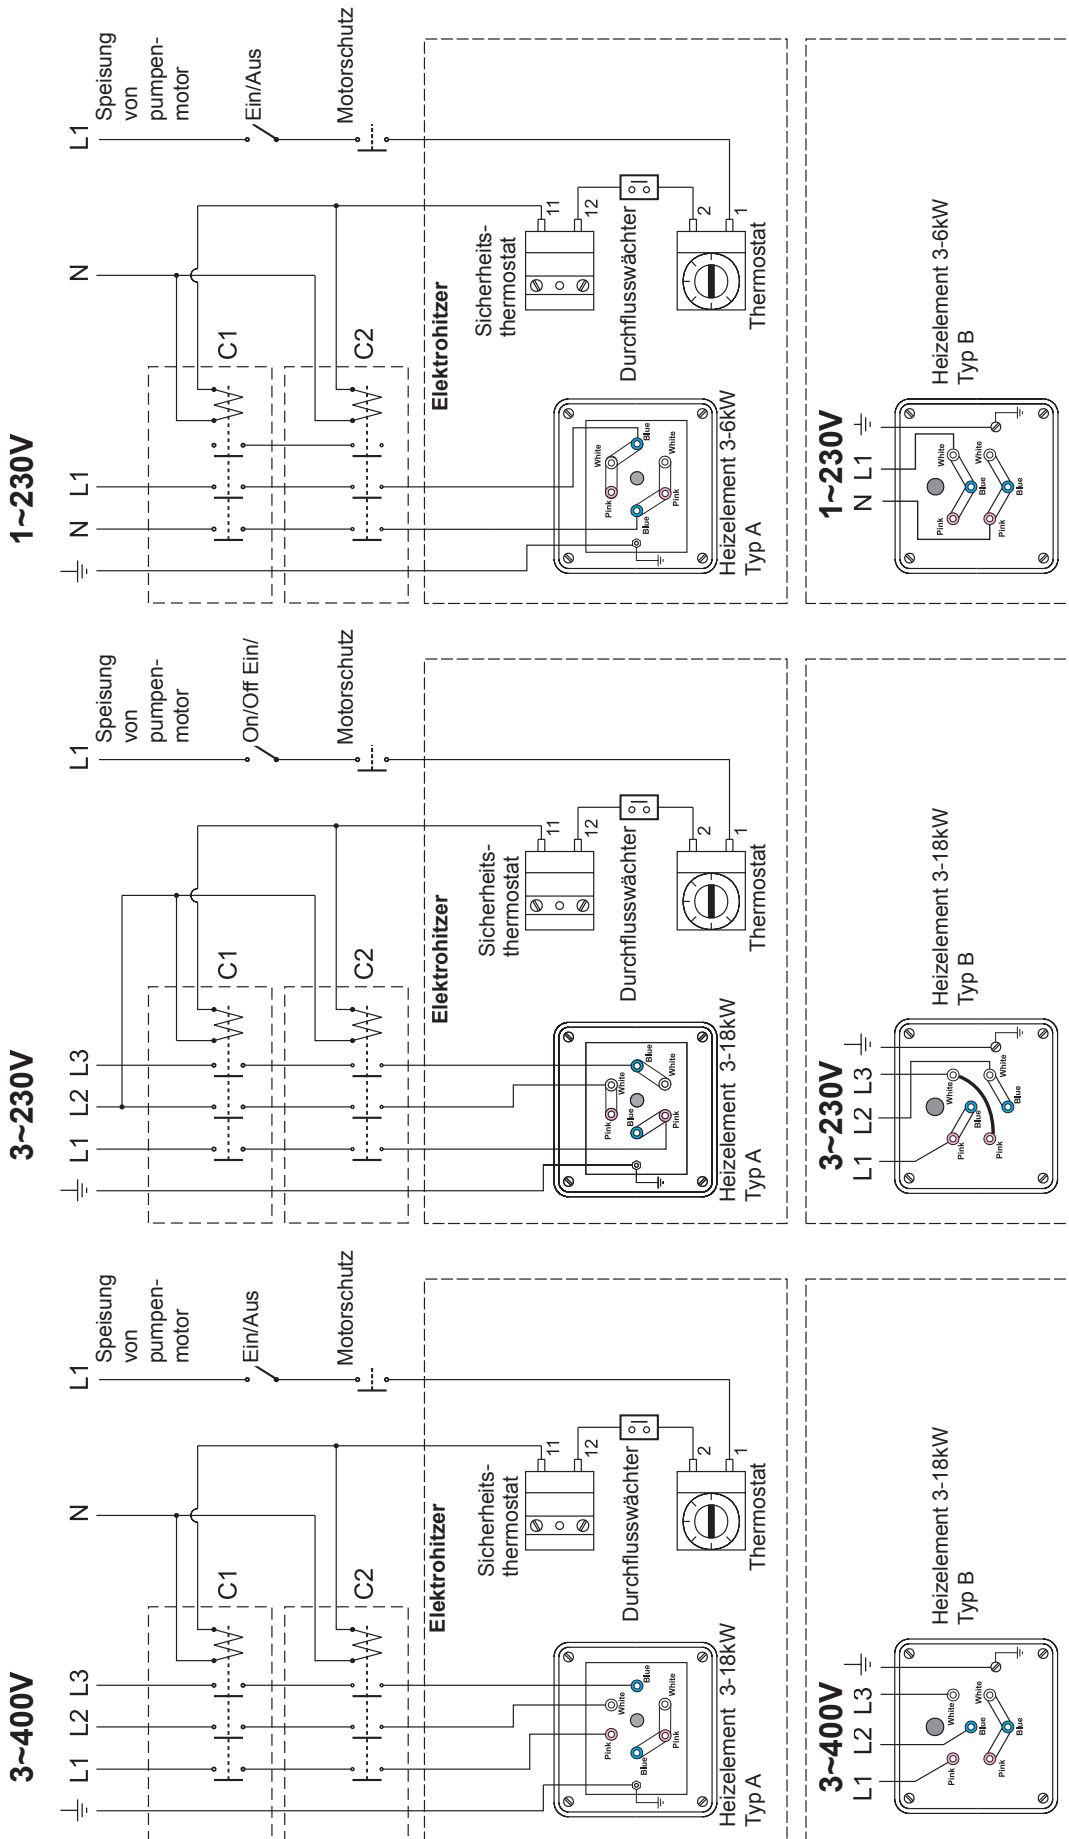 1~230V
N
L1
N
L1
Speisung
von
pumpen-
motor
Ein/Aus
Motorschutz
C1
C2
Elektrohitzer
Sicherheits-
thermostat
11
12
Durchflusswächter
2
1
Thermostat
Pink
White
Blue
Blue
Pink
White
Heizelement 3-6kW
Typ A
1~230V
N
L1
Pink
White
Blue
Pink
White
Blue
Heizelement 3-6kW
Typ B
3~230V
L1
L2
L3
L1
Speisung
von
pumpen-
motor
On/Off Ein/
Motorschutz
C1
C2
Elektrohitzer
Sicherheits-
thermostat
11
12
Durchflusswächter
2
1
Thermostat
Pink
White
Blue
Blue
Pink
White
Heizelement 3-18kW
Typ A
3~230V
L1
L2
L3
Pink
White
Blue
Pink
White
Blue
Heizelement 3-18kW
Typ B
3~400V
L1
L2
L3
N
L1
Speisung
von
pumpen-
motor
Ein/Aus
Motorschutz
C1
C2
Elektrohitzer
Sicherheits-
thermostat
11
12
Durchflusswächter
2
1
Thermostat
Pink
White
Blue
Blue
Pink
White
Heizelement 3-18kW
Typ A
3~400V
L1
L2
L3
Pink
White
Blue
Pink
White
Blue
Heizelement 3-18kW
Typ B